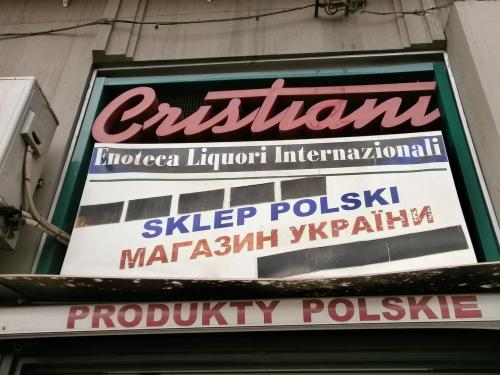 Cristiani
Enoteca Liquori Internazionali
SKLEP POLSKI
МАГАЗИН УКРАЇНИ
PRODUKTY POLSKIE